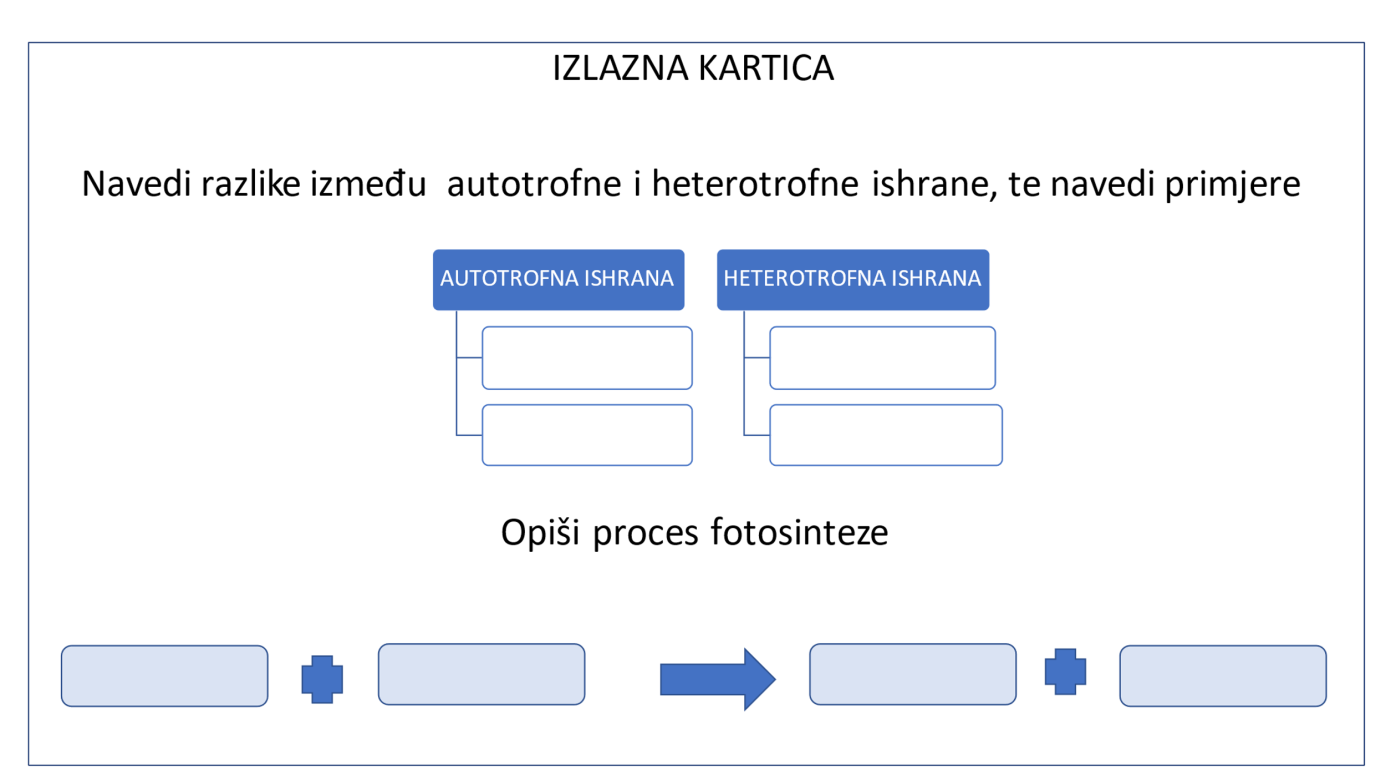 IZLAZNA KARTICA
Navedi razlike između autotrofne i heterotrofne ishrane, te navedi primjere
AUTOTROFNA ISHRANA
HETEROTROFNA ISHRANA
Opiši proces fotosinteze